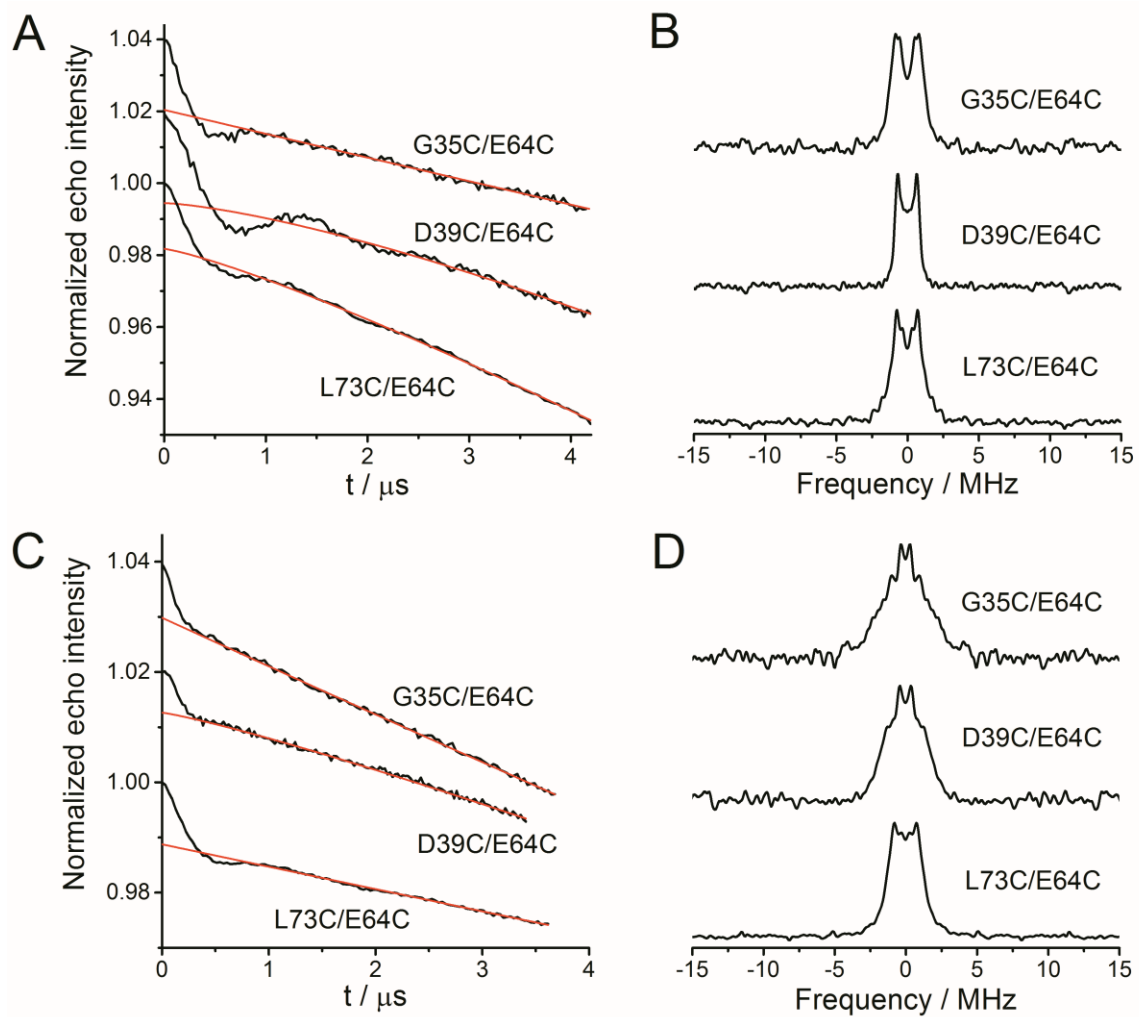 A
Normalized echo intensity
1.04
1.02
1.00
0.98
0.96
0.94
G35C/E64C
D39C/E64C
L73C/E64C
0 1 2 3 4
t / μs
B
G35C/E64C
D39C/E64C
L73C/E64C
-15 -10 -5 0 5 10 15
Frequency / MHz
C
Normalized echo intensity
1.04
1.02
1.00
0.98
G35C/E64C
D39C/E64C
L73C/E64C
0 1 2 3 4
t / μs
D
G35C/E64C
D39C/E64C
L73C/E64C
-15 -10 -5 0 5 10 15
Frequency / MHz